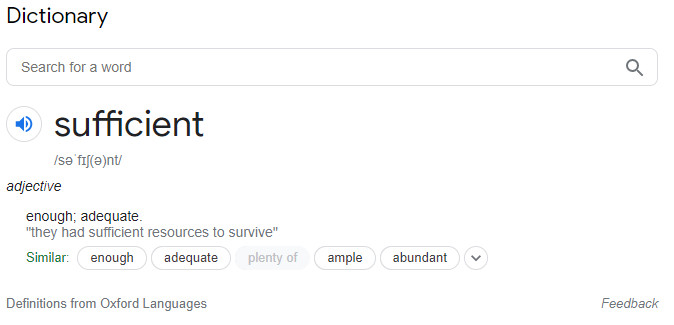 Dictionary
Search for a word
sufficient
/səˈfɪʃ(ə)nt/
adjective
enough; adequate.
"they had sufficient resources to survive"
Similar: enough adequate plenty of ample abundant
Definitions from Oxford Languages Feedback